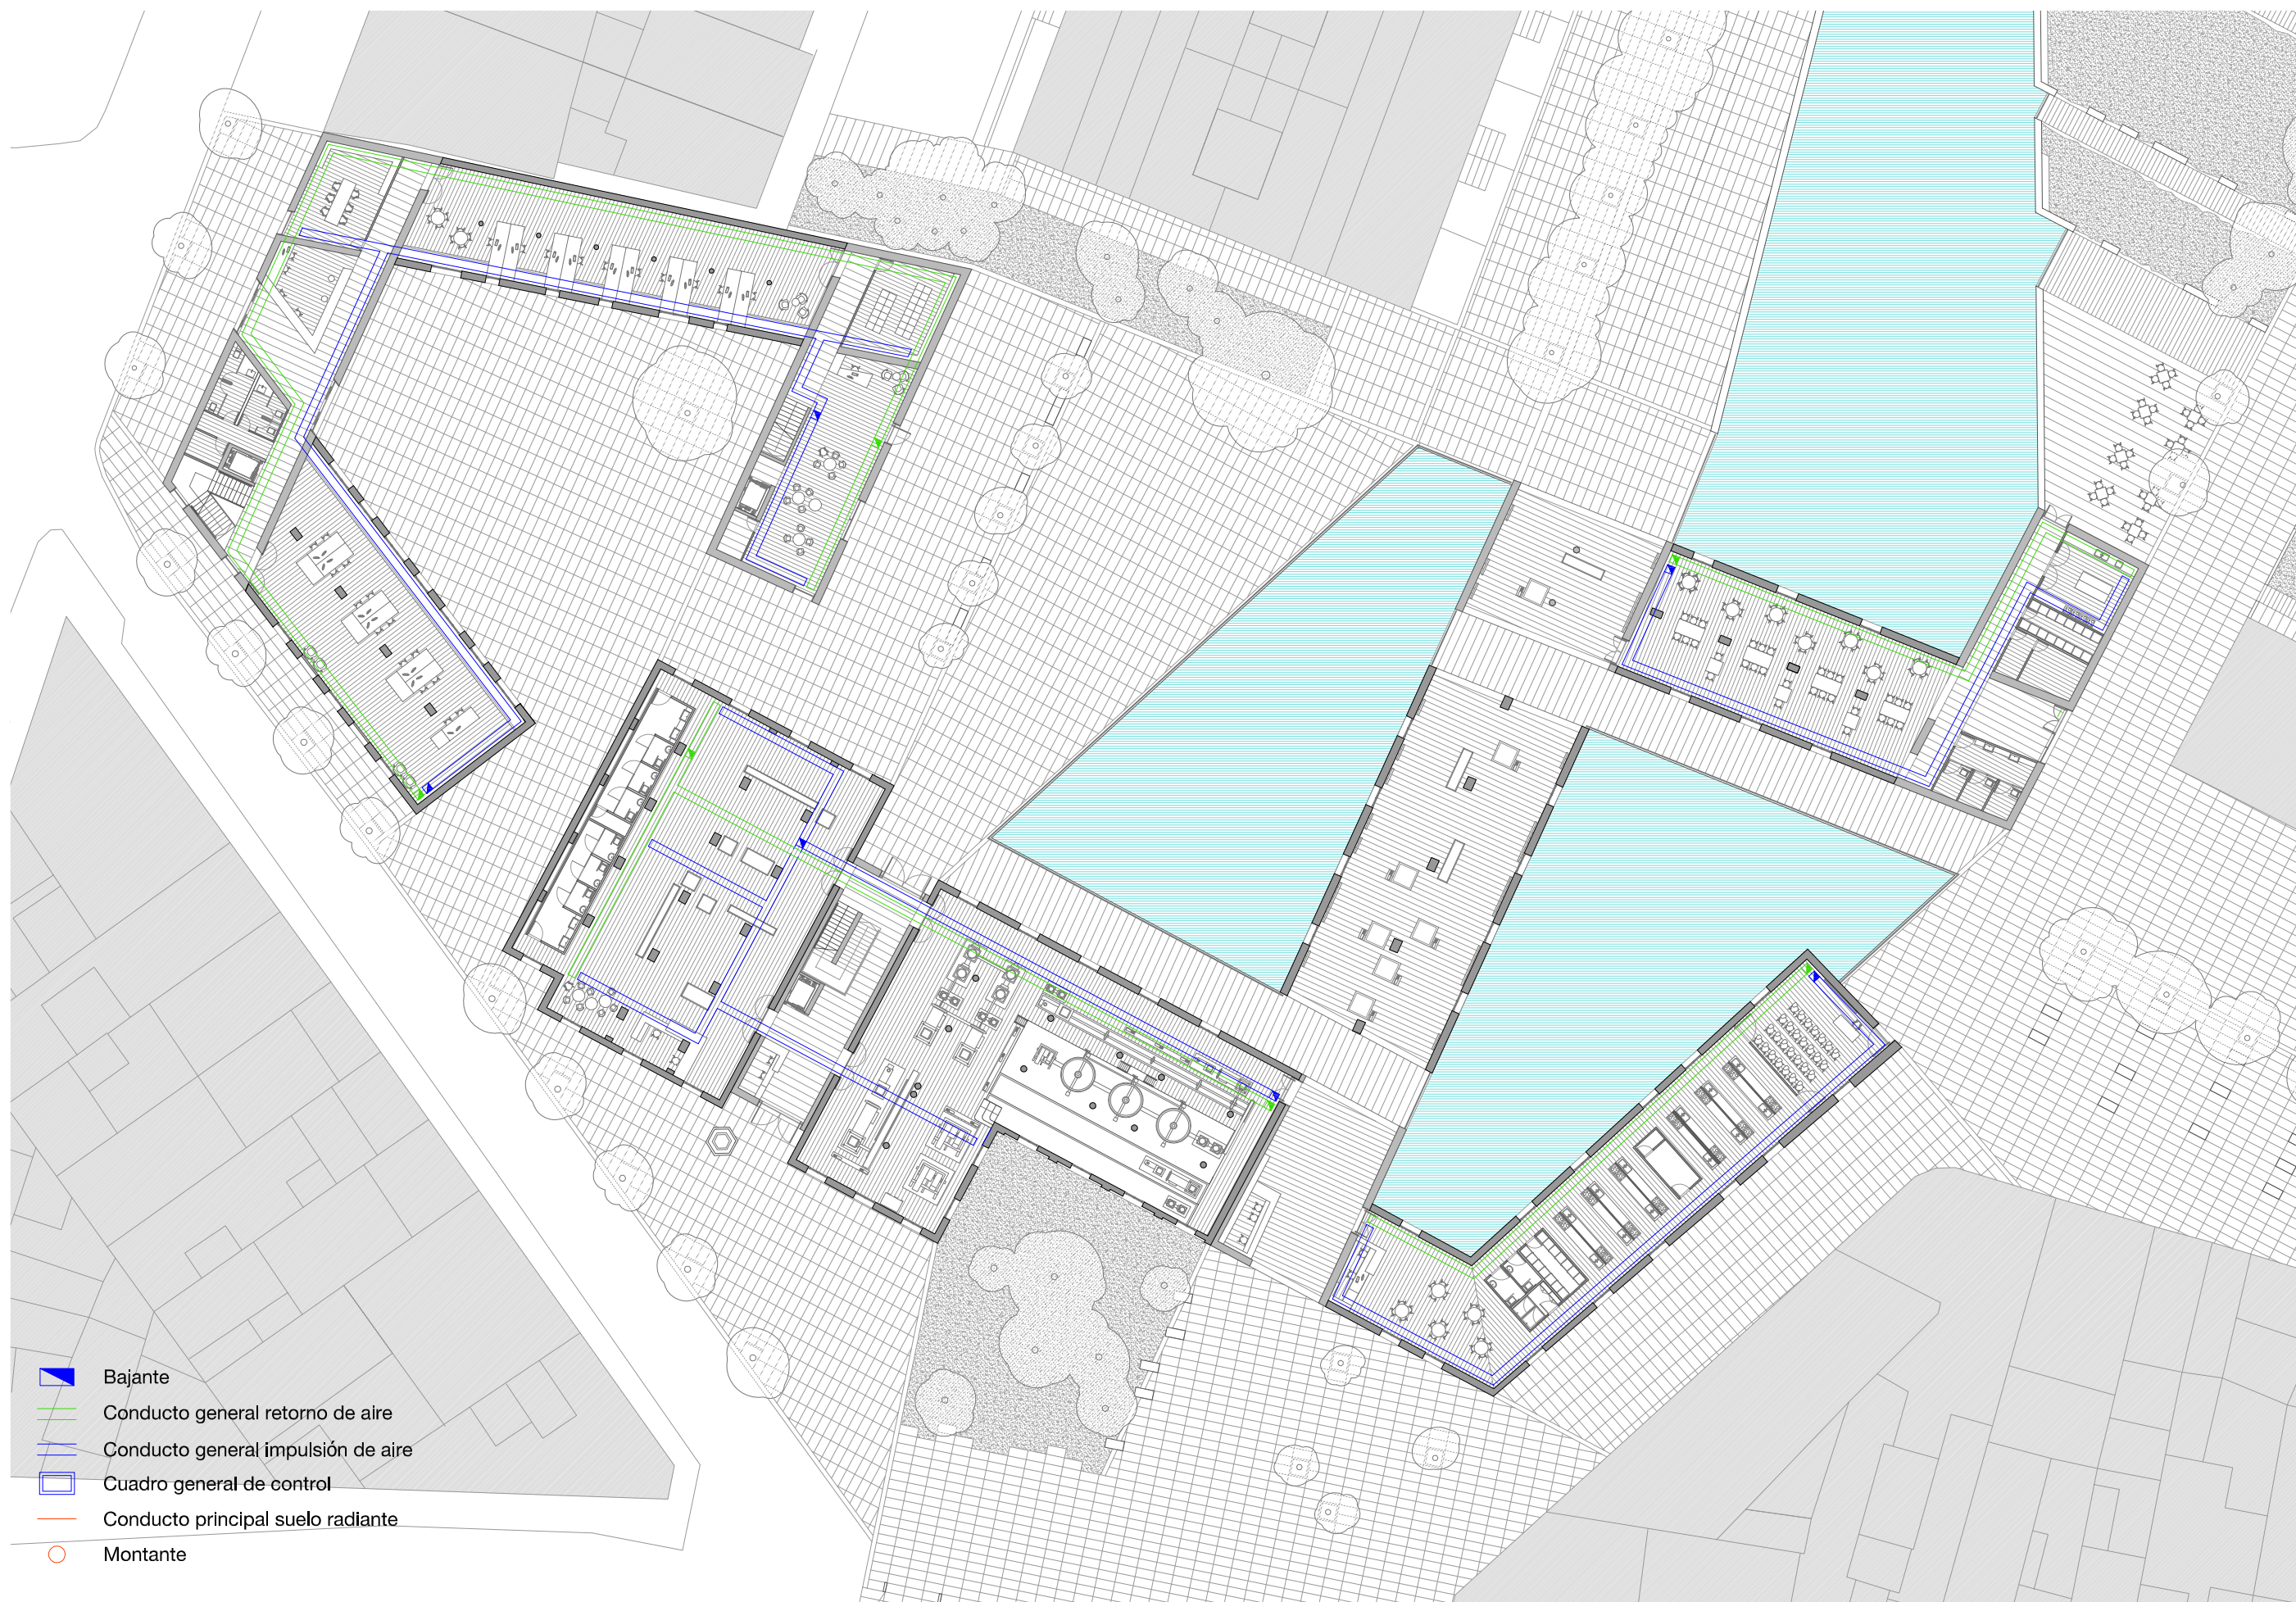 Bajante
Conducto general retorno de aire
Conducto general impulsión de aire
Cuadro general de control
Conducto principal suelo radiante
Montante